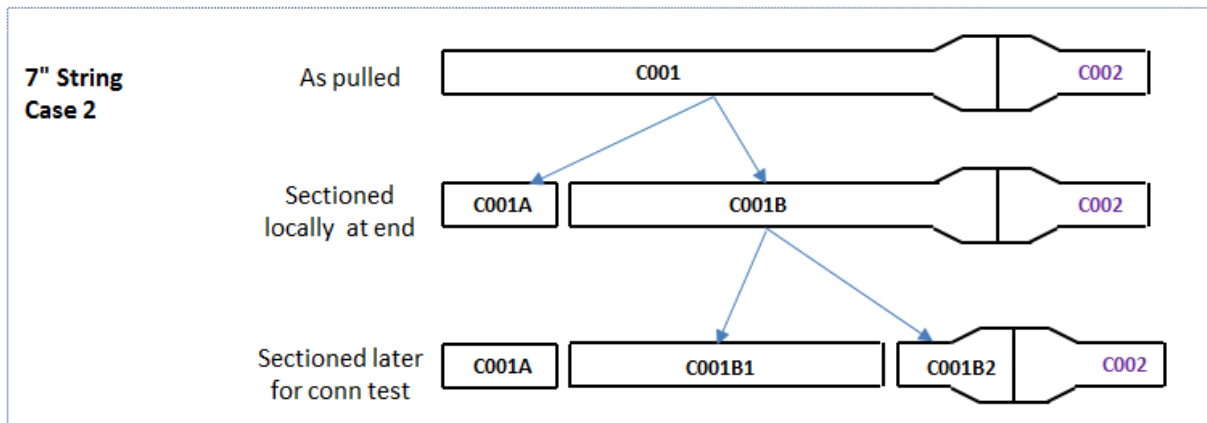 7" String
Case 2
As pulled
C001
C002
Sectioned
locally at end
C001A
C001B
C002
Sectioned later
for conn test
C001A
C001B1
C001B2
C002